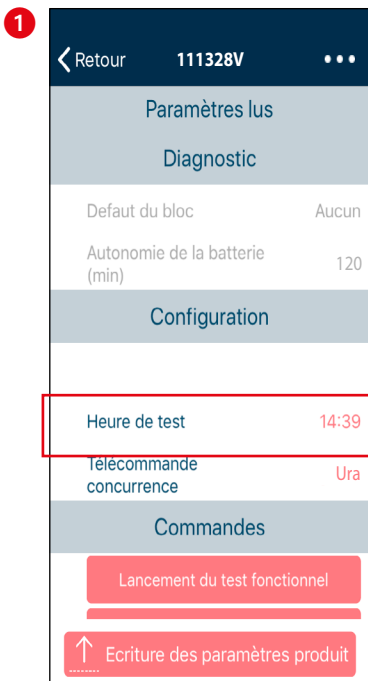 1
Retour 111328V •••
Paramètres lus
Diagnostic
Defaut du bloc Aucun
Autonomie de la batterie
(min) 120
Configuration
Heure de test 14:39
Télécommande
concurrence Ura
Commandes
Lancement du test fonctionnel
Ecriture des paramètres produit